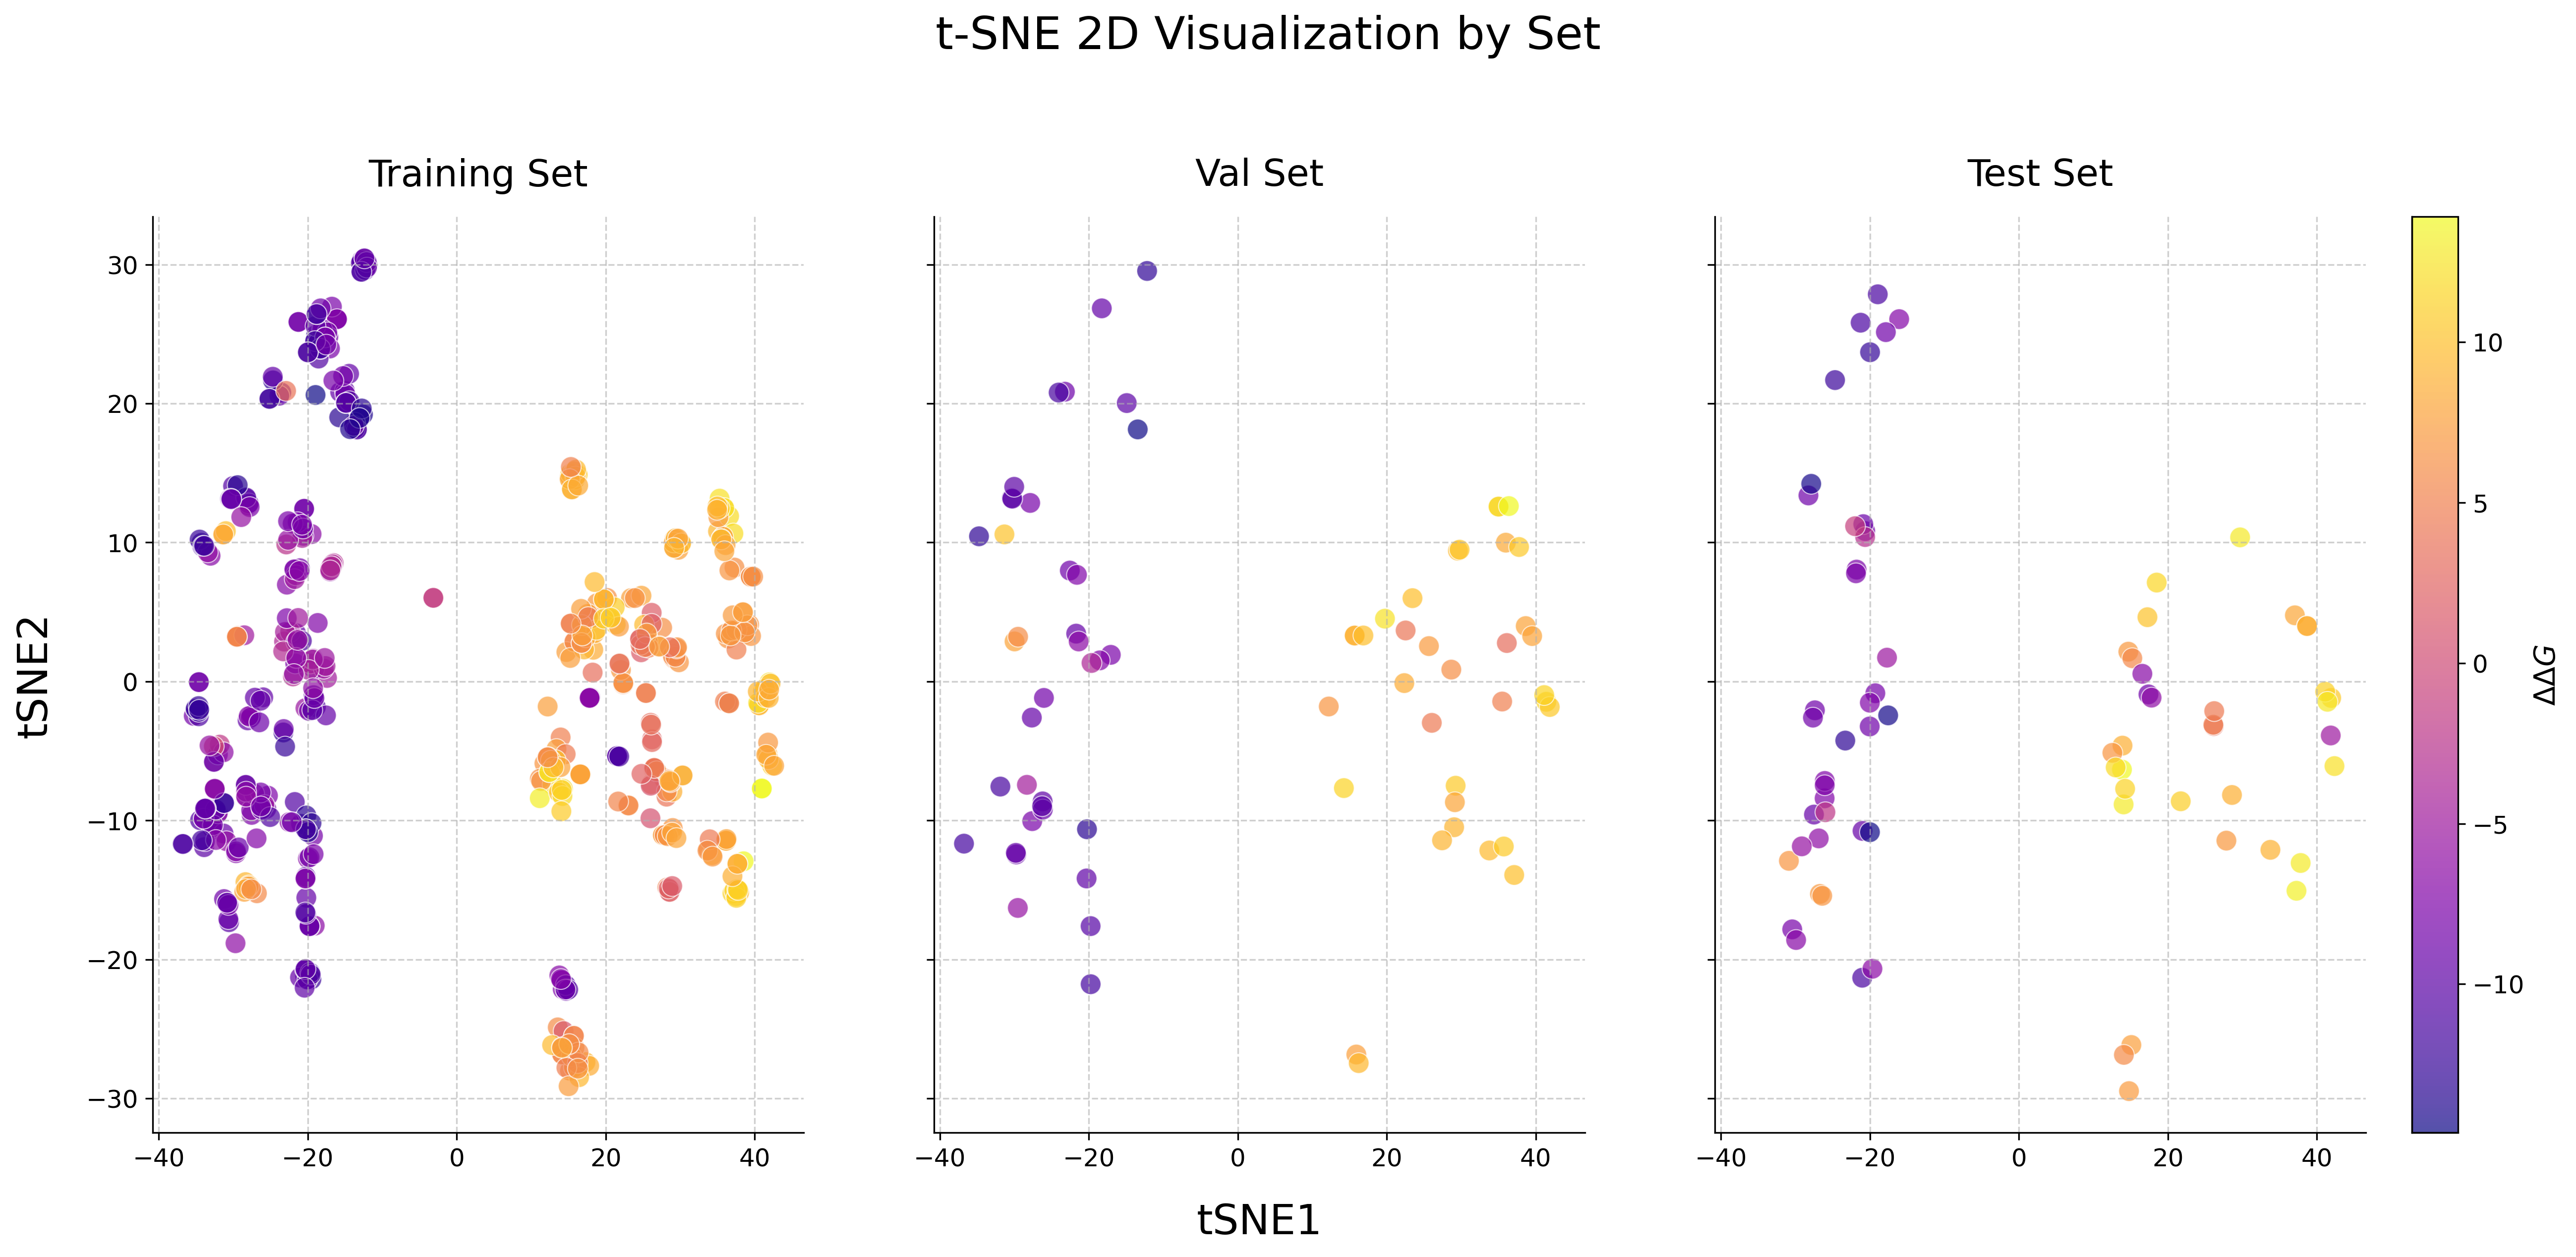 t-SNE 2D Visualization by Set
Training Set
Val Set
Test Set
tSNE2
30
20
10
0
−10
−20
−30
−40 −20 0 20 40
−40 −20 0 20 40
−40 −20 0 20 40
10
5
0
−5
−10
ΔΔG
tSNE1